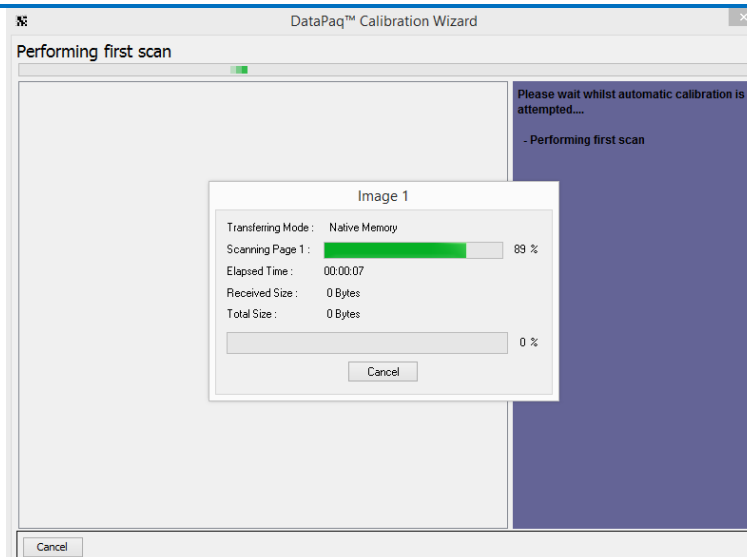 DataPaq™ Calibration Wizard
Performing first scan
Please wait whilst automatic calibration is
attempted....
- Performing first scan
Image 1
Transferring Mode : Native Memory
Scanning Page 1 : 89 %
Elapsed Time : 00:00:07
Received Size : 0 Bytes
Total Size : 0 Bytes
0 %
Cancel
Cancel